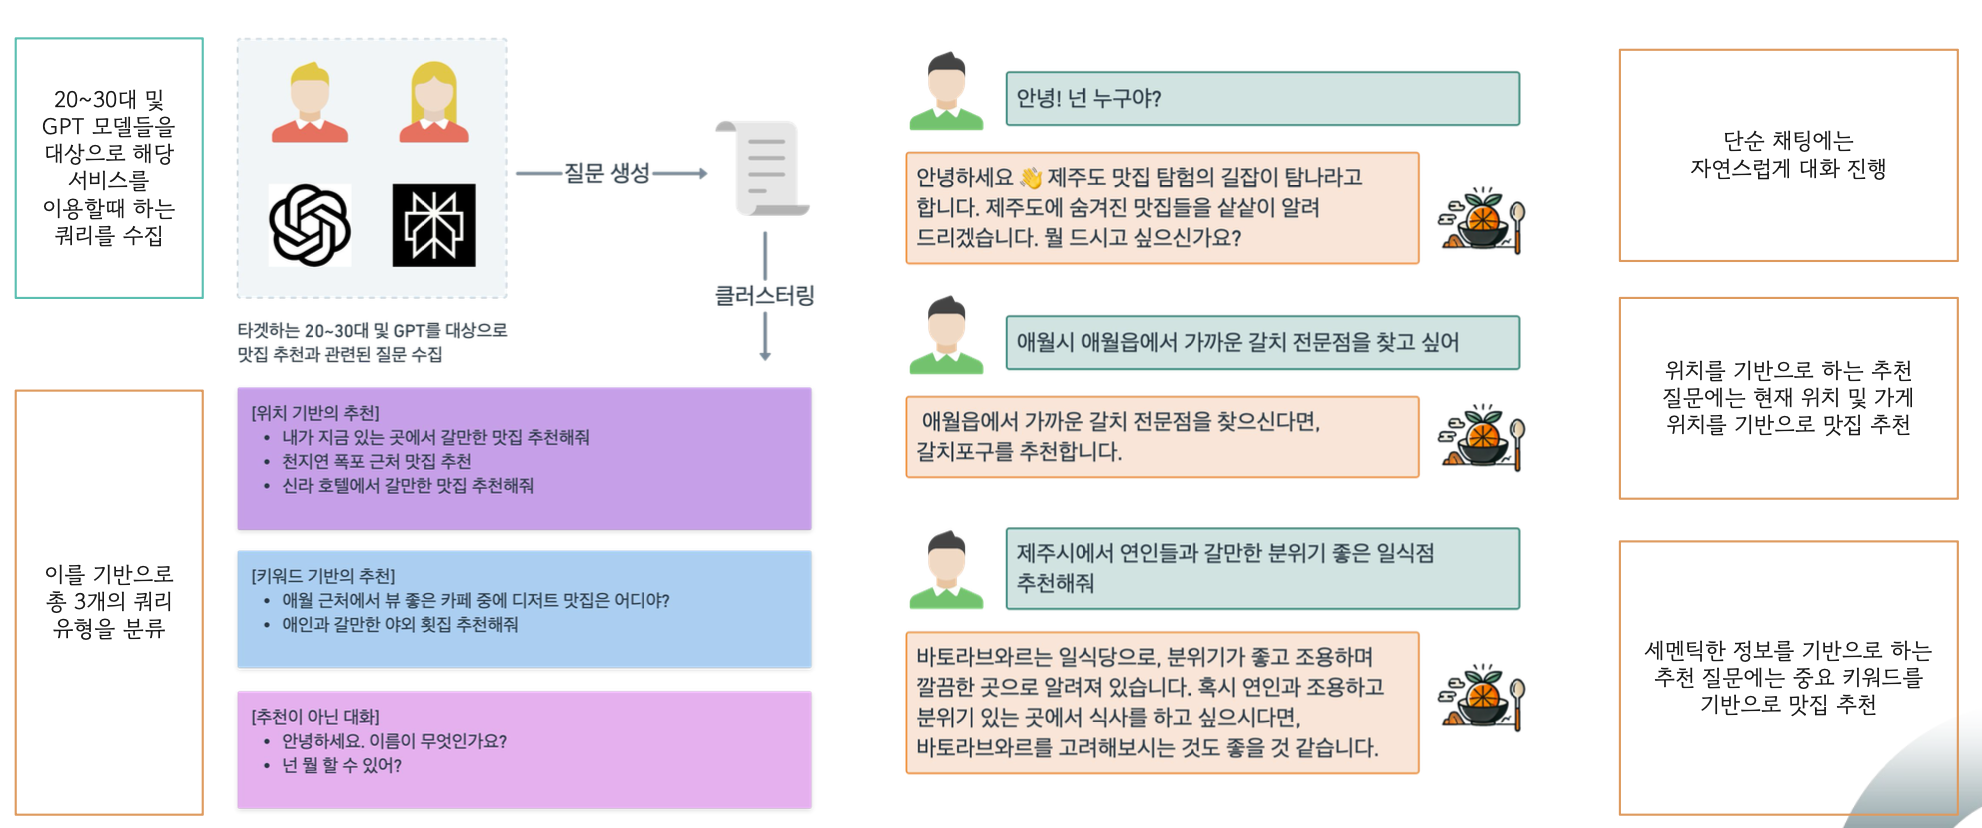 20~30대 및
GPT 모델들을
대상으로 해당
서비스를
이용할때 하는
쿼리를 수집
질문 생성
클러스터링
타겟하는 20~30대 및 GPT를 대상으로
맛집 추천과 관련된 질문 수집
이를 기반으로
총 3개의 쿼리
유형을 분류
[위치 기반의 추천]
• 내가 지금 있는 곳에서 갈만한 맛집 추천해줘
• 천지연 폭포 근처 맛집 추천
• 신라 호텔에서 갈만한 맛집 추천해줘
[키워드 기반의 추천]
• 애월 근처에서 뷰 좋은 카페 중에 디저트 맛집은 어디야?
• 애인과 갈만한 야외 횟집 추천해줘
[추천이 아닌 대화]
• 안녕하세요. 이름이 무엇인가요?
• 넌 뭘 할 수 있어?
안녕! 넌 누구야?
안녕하세요 👋 제주도 맛집 탐험의 길잡이 탐나라고
합니다. 제주도에 숨겨진 맛집들을 샅샅이 알려
드리겠습니다. 뭘 드시고 싶으신가요?
단순 채팅에는
자연스럽게 대화 진행
애월시 애월읍에서 가까운 갈치 전문점을 찾고 싶어
애월읍에서 가까운 갈치 전문점을 찾으신다면,
갈치포구를 추천합니다.
위치를 기반으로 하는 추천
질문에는 현재 위치 및 가게
위치를 기반으로 맛집 추천
제주시에서 연인들과 갈만한 분위기 좋은 일식점
추천해줘
바토라브와르는 일식당으로, 분위기가 좋고 조용하며
깔끔한 곳으로 알려져 있습니다. 혹시 연인과 조용하고
분위기 있는 곳에서 식사를 하고 싶으시다면,
바토라브와르를 고려해보시는 것도 좋을 것 같습니다.
세멘틱한 정보를 기반으로 하는
추천 질문에는 중요 키워드를
기반으로 맛집 추천